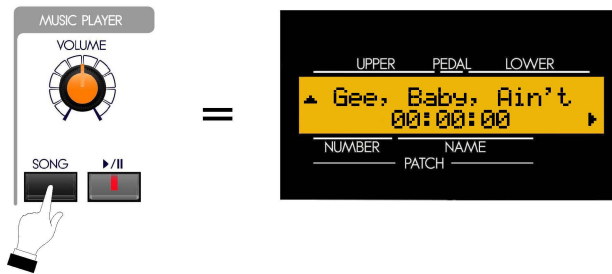 MUSIC PLAYER
VOLUME
SONG ▶/II
=
UPPER PEDAL LOWER
Gee, Baby, Ain't
00:00:00
NUMBER NAME
PATCH